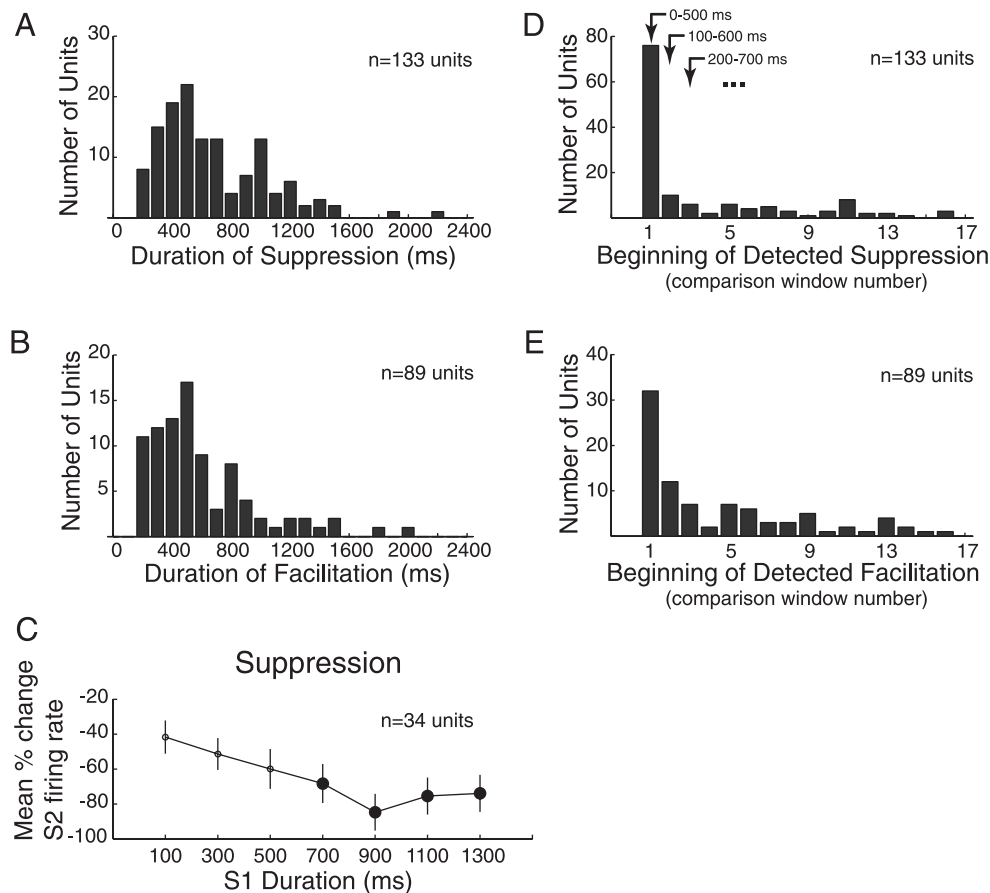 A
Number of Units
30
20
10
n=133 units
0 400 800 1200 1600 2000 2400
Duration of Suppression (ms)
D
Number of Units
80
60
40
20
0-500 ms
100-600 ms
200-700 ms
...
n=133 units
1 5 9 13 17
Beginning of Detected Suppression
(comparison window number)
B
Number of Units
20
15
10
5
n=89 units
0 400 800 1200 1600 2000 2400
Duration of Facilitation (ms)
E
Number of Units
40
30
20
10
n=89 units
1 5 9 13 17
Beginning of Detected Facilitation
(comparison window number)
C
Suppression
Mean % change
S2 firing rate
-20
-40
-60
-80
-100
n=34 units
100 300 500 700 900 1100 1300
S1 Duration (ms)